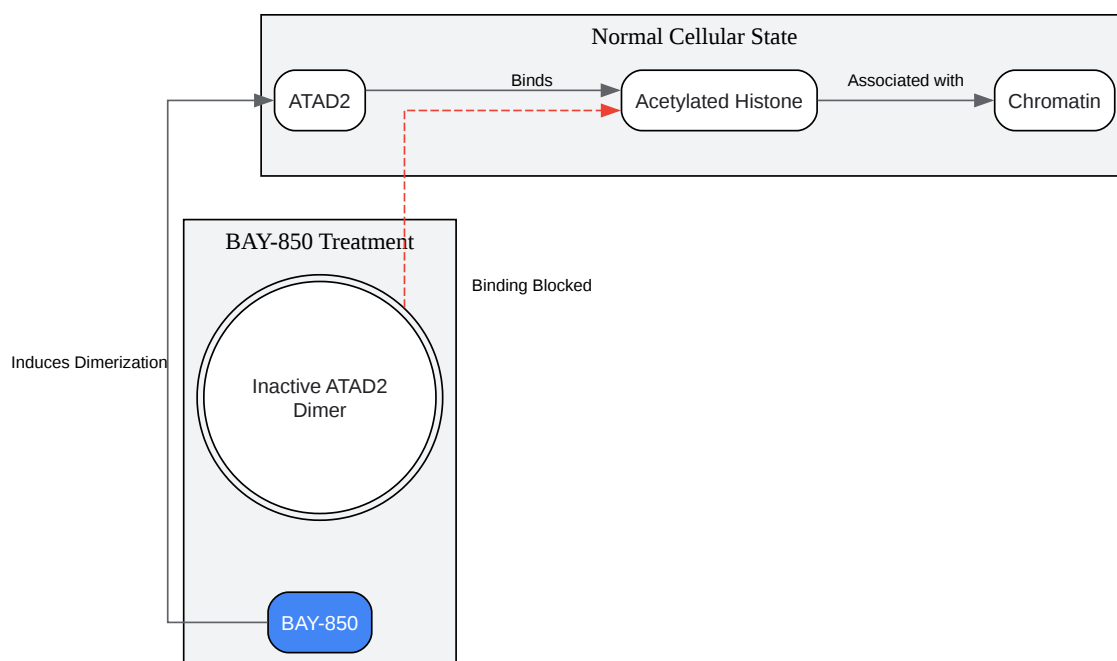 Normal Cellular State
ATAD2
Binds
Acetylated Histone
Associated with
Chromatin
BAY-850 Treatment
Binding Blocked
Induces Dimerization
Inactive ATAD2
Dimer
BAY-850